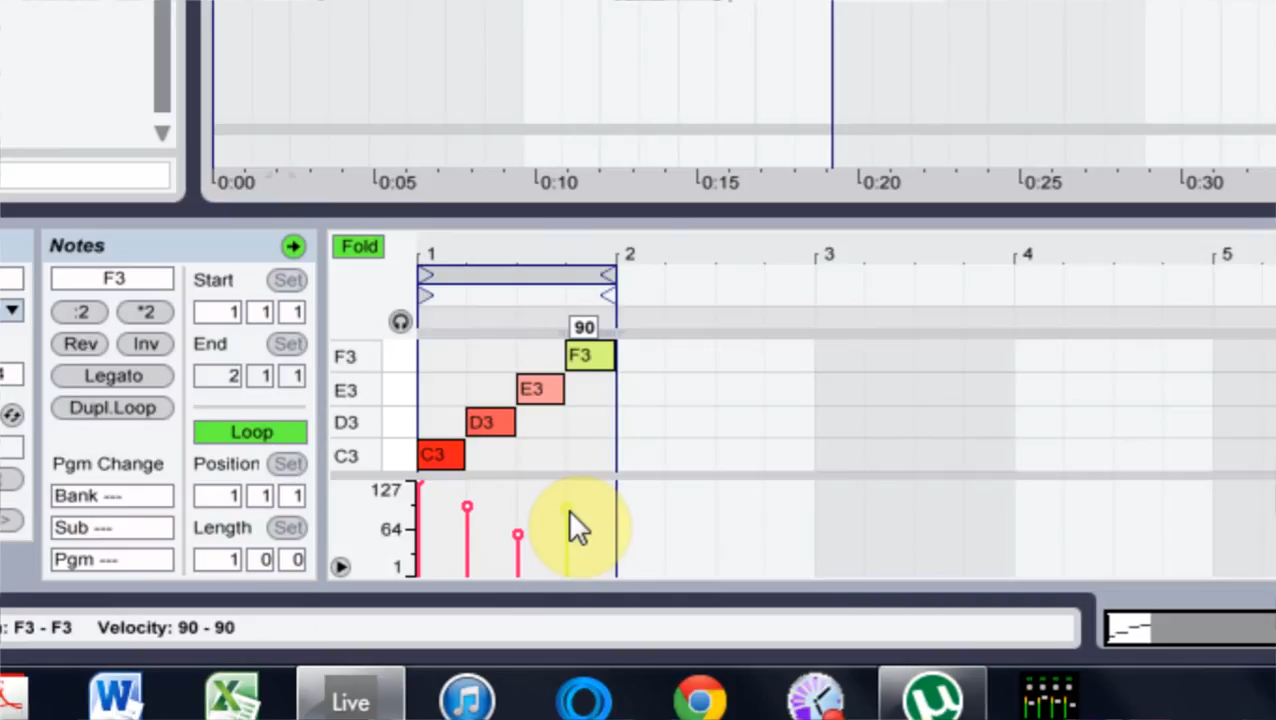 0:00 0:05 0:10 0:15 0:20 0:25 0:30
Notes
F3
:2 *2
Rev Inv
Legato
Dupl.Loop
Pgm Change
Bank ---
Sub ---
Pgm ---
Start Set
1 1 1
End Set
2 1 1
Loop
Position Set
1 1 1
Length Set
1 0 0
Fold
1 2 3 4 5
90
F3 F3
E3 E3
D3 D3
C3 C3
127
64
1
: F3 - F3 Velocity: 90 - 90
Live